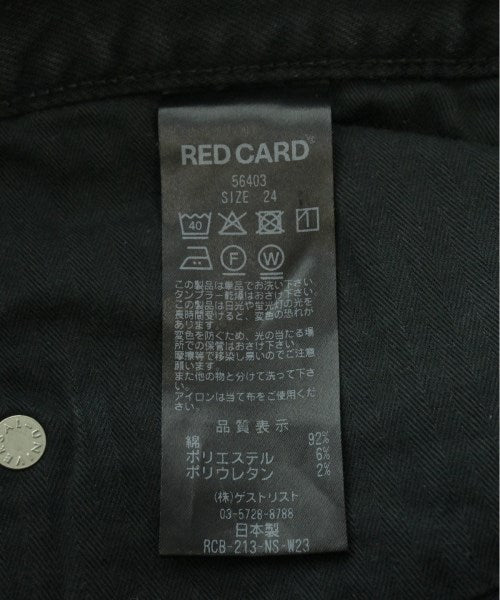 RED CARD®
56403
SIZE 24
40
F W
この製品は単品でお洗い下さい。
タンブラー乾燥はおさけ下さい。
この製品は日光や蛍光灯の光を
長時間受けると、変色の恐れか
あります。
変色を防ぐため、光の当たる場
所での保管はおさけ下さい。
摩擦等で移染し易いのでご注意
願います。
また他の物と分けて洗って下さ
い。
アイロンは当て布をご使用くだ
さい。
品質表示
綿 92%
ポリエステル 6%
ポリウレタン 2%
(株)ゲストリスト
03-5728-8788
日本製
RCB-213-NS-W23
UNIVERSAL